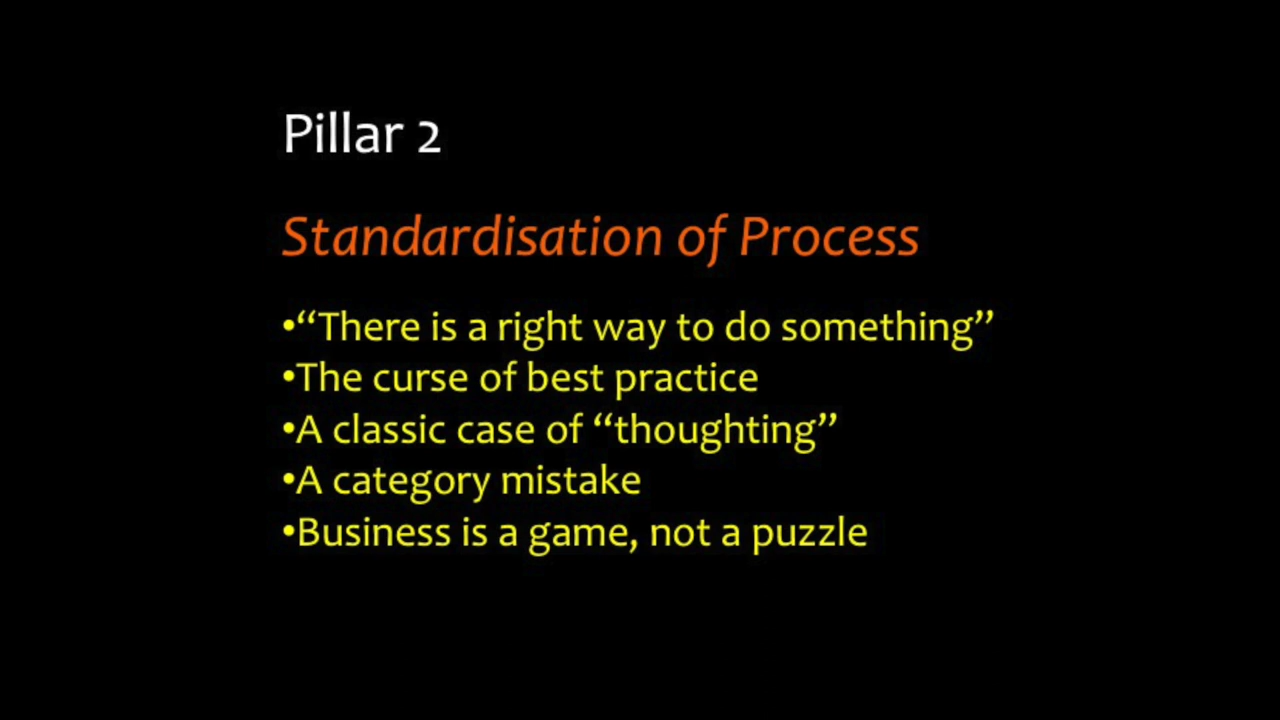 Pillar 2
Standardisation of Process
•“There is a right way to do something”
•The curse of best practice
•A classic case of “thoughting”
•A category mistake
•Business is a game, not a puzzle